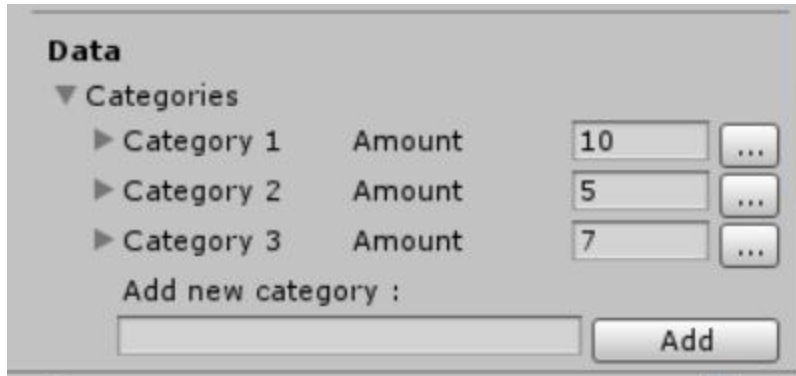 Data
Categories
Category 1 Amount 10 ...
Category 2 Amount 5 ...
Category 3 Amount 7 ...
Add new category :
Add